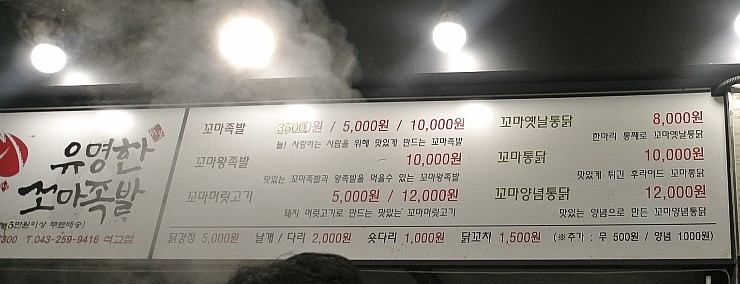 유명한
꼬마족발
(※5만원이상 무료배송)
T.043-259-9416 석교점
꼬마족발 3500원 / 5,000원 / 10,000원
늘! 사랑하는 사람을 위해 맛있게 만드는 꼬마족발
꼬마왕족발 10,000원
맛있는 꼬마족발과 왕족발을 먹을수 있는 꼬마왕족발
꼬마머릿고기 5,000원 / 12,000원
돼지 머릿고기로 만드는 맛있는 꼬마머릿고기
꼬마옛날통닭 8,000원
한마리 통째로 꼬마옛날통닭
꼬마통닭 10,000원
맛있게 튀긴 후라이드 꼬마통닭
꼬마양념통닭 12,000원
맛있는 양념으로 만든 꼬마양념통닭
닭강정 5,000원 날개 / 다리 2,000원 숏다리 1,000원 닭꼬치 1,500원 (※추가 : 무 500원 / 양념 1000원)